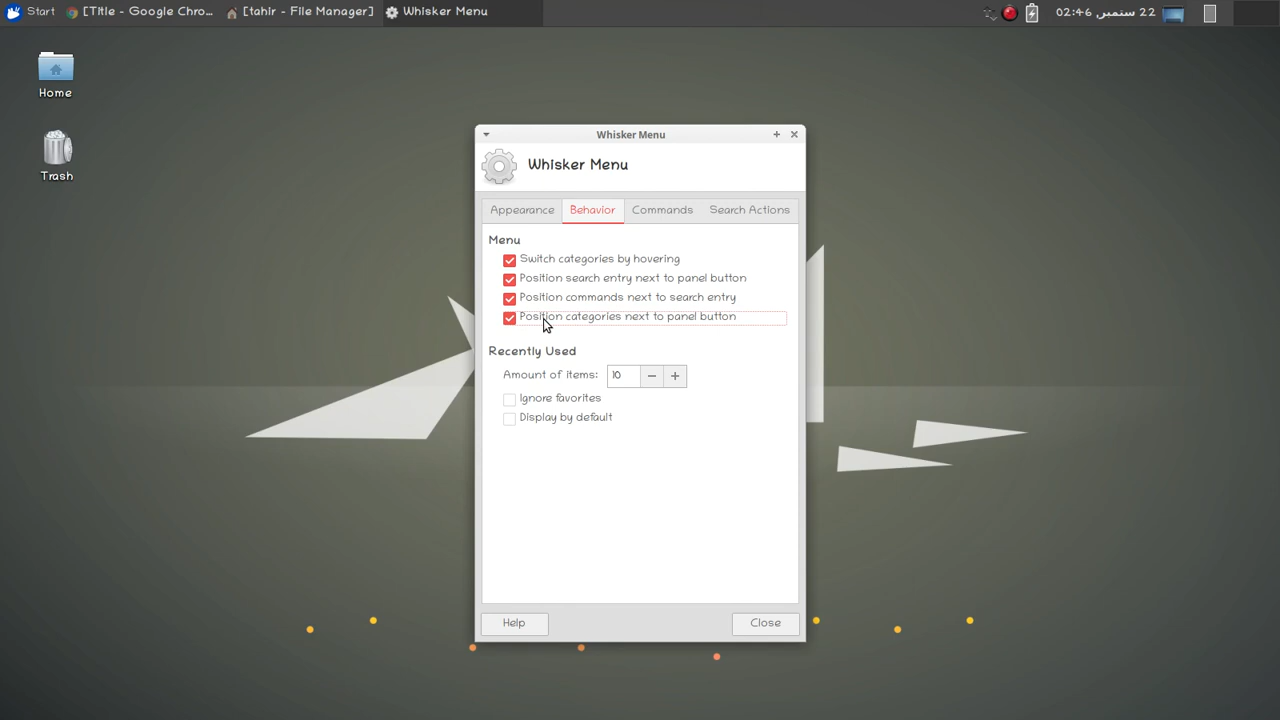 Start [Title - Google Chro... [tahir - File Manager] Whisker Menu 22 ستمبر, 02:46
Home
Trash
Whisker Menu
Whisker Menu
Appearance Behavior Commands Search Actions
Menu
Switch categories by hovering
Position search entry next to panel button
Position commands next to search entry
Position categories next to panel button
Recently Used
Amount of items: 10
Ignore favorites
Display by default
Help Close